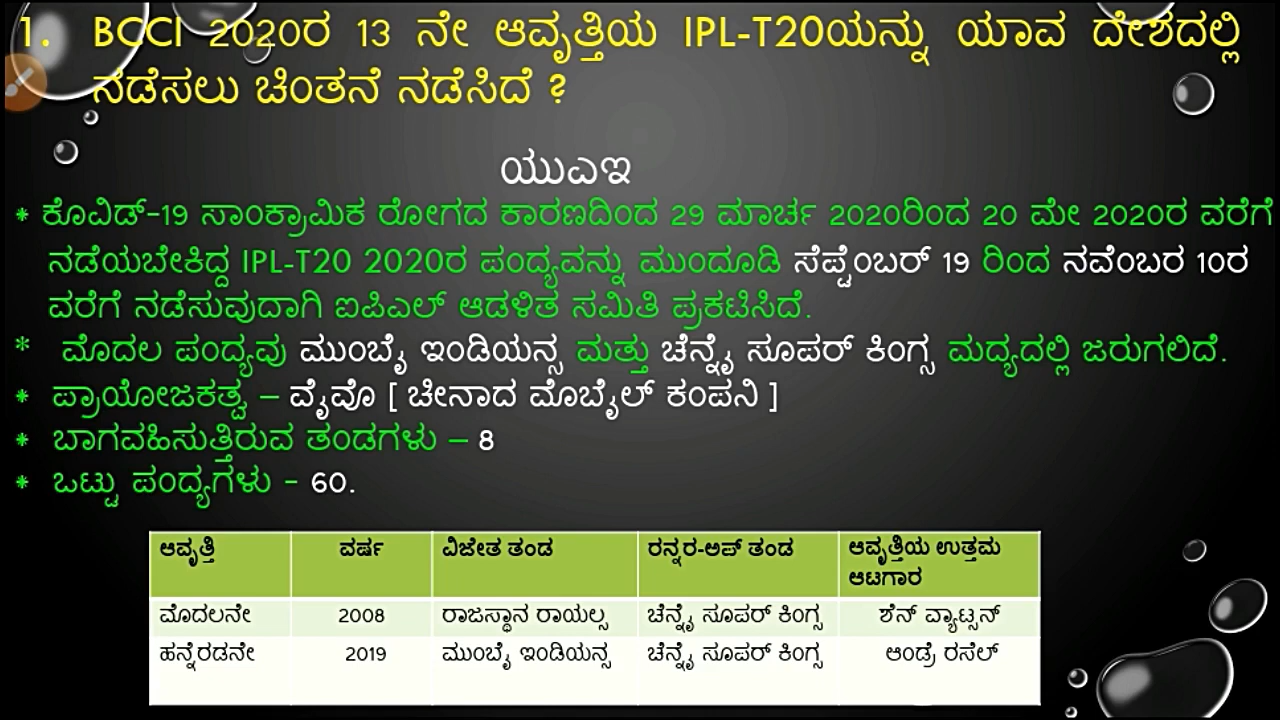 1. BCCI 2020ರ 13 ನೇ ಆವೃತ್ತಿಯ IPL-T20ಯನ್ನು ಯಾವ ದೇಶದಲ್ಲಿ
ನಡೆಸಲು ಚಿಂತನೆ ನಡೆಸಿದೆ ?
ಯುಎಇ
* ಕೊವಿಡ್-19 ಸಾಂಕ್ರಾಮಿಕ ರೋಗದ ಕಾರಣದಿಂದ 29 ಮಾರ್ಚ 2020ರಿಂದ 20 ಮೇ 2020ರ ವರೆಗೆ
ನಡೆಯಬೇಕಿದ್ದ IPL-T20 2020ರ ಪಂದ್ಯವನ್ನು ಮುಂದೂಡಿ ಸೆಪ್ಟೆಂಬರ್ 19 ರಿಂದ ನವೆಂಬರ 10ರ
ವರೆಗೆ ನಡೆಸುವುದಾಗಿ ಐಪಿಎಲ್ ಆಡಳಿತ ಸಮಿತಿ ಪ್ರಕಟಿಸಿದೆ.
* ಮೊದಲ ಪಂದ್ಯವು ಮುಂಬೈ ಇಂಡಿಯನ್ಸ ಮತ್ತು ಚೆನ್ನೈ ಸೂಪರ್ ಕಿಂಗ್ಸ ಮದ್ಯದಲ್ಲಿ ಜರುಗಲಿದೆ.
* ಪ್ರಾಯೋಜಕತ್ವ – ವೈವೊ [ ಚೀನಾದ ಮೊಬೈಲ್ ಕಂಪನಿ ]
* ಬಾಗವಹಿಸುತ್ತಿರುವ ತಂಡಗಳು – 8
* ಒಟ್ಟು ಪಂದ್ಯಗಳು - 60.
ಆವೃತ್ತಿ ವರ್ಷ ವಿಜೇತ ತಂಡ ರನ್ನರ-ಅಪ್ ತಂಡ ಆವೃತ್ತಿಯ ಉತ್ತಮ
ಆಟಗಾರ
ಮೊದಲನೇ 2008 ರಾಜಸ್ಥಾನ ರಾಯಲ್ಸ ಚೆನ್ನೈ ಸೂಪರ್ ಕಿಂಗ್ಸ ಶೆನ್ ವ್ಯಾಟ್ಸನ್
ಹನ್ನೆರಡನೇ 2019 ಮುಂಬೈ ಇಂಡಿಯನ್ಸ ಚೆನ್ನೈ ಸೂಪರ್ ಕಿಂಗ್ಸ ಆಂಡ್ರೆ ರಸೆಲ್